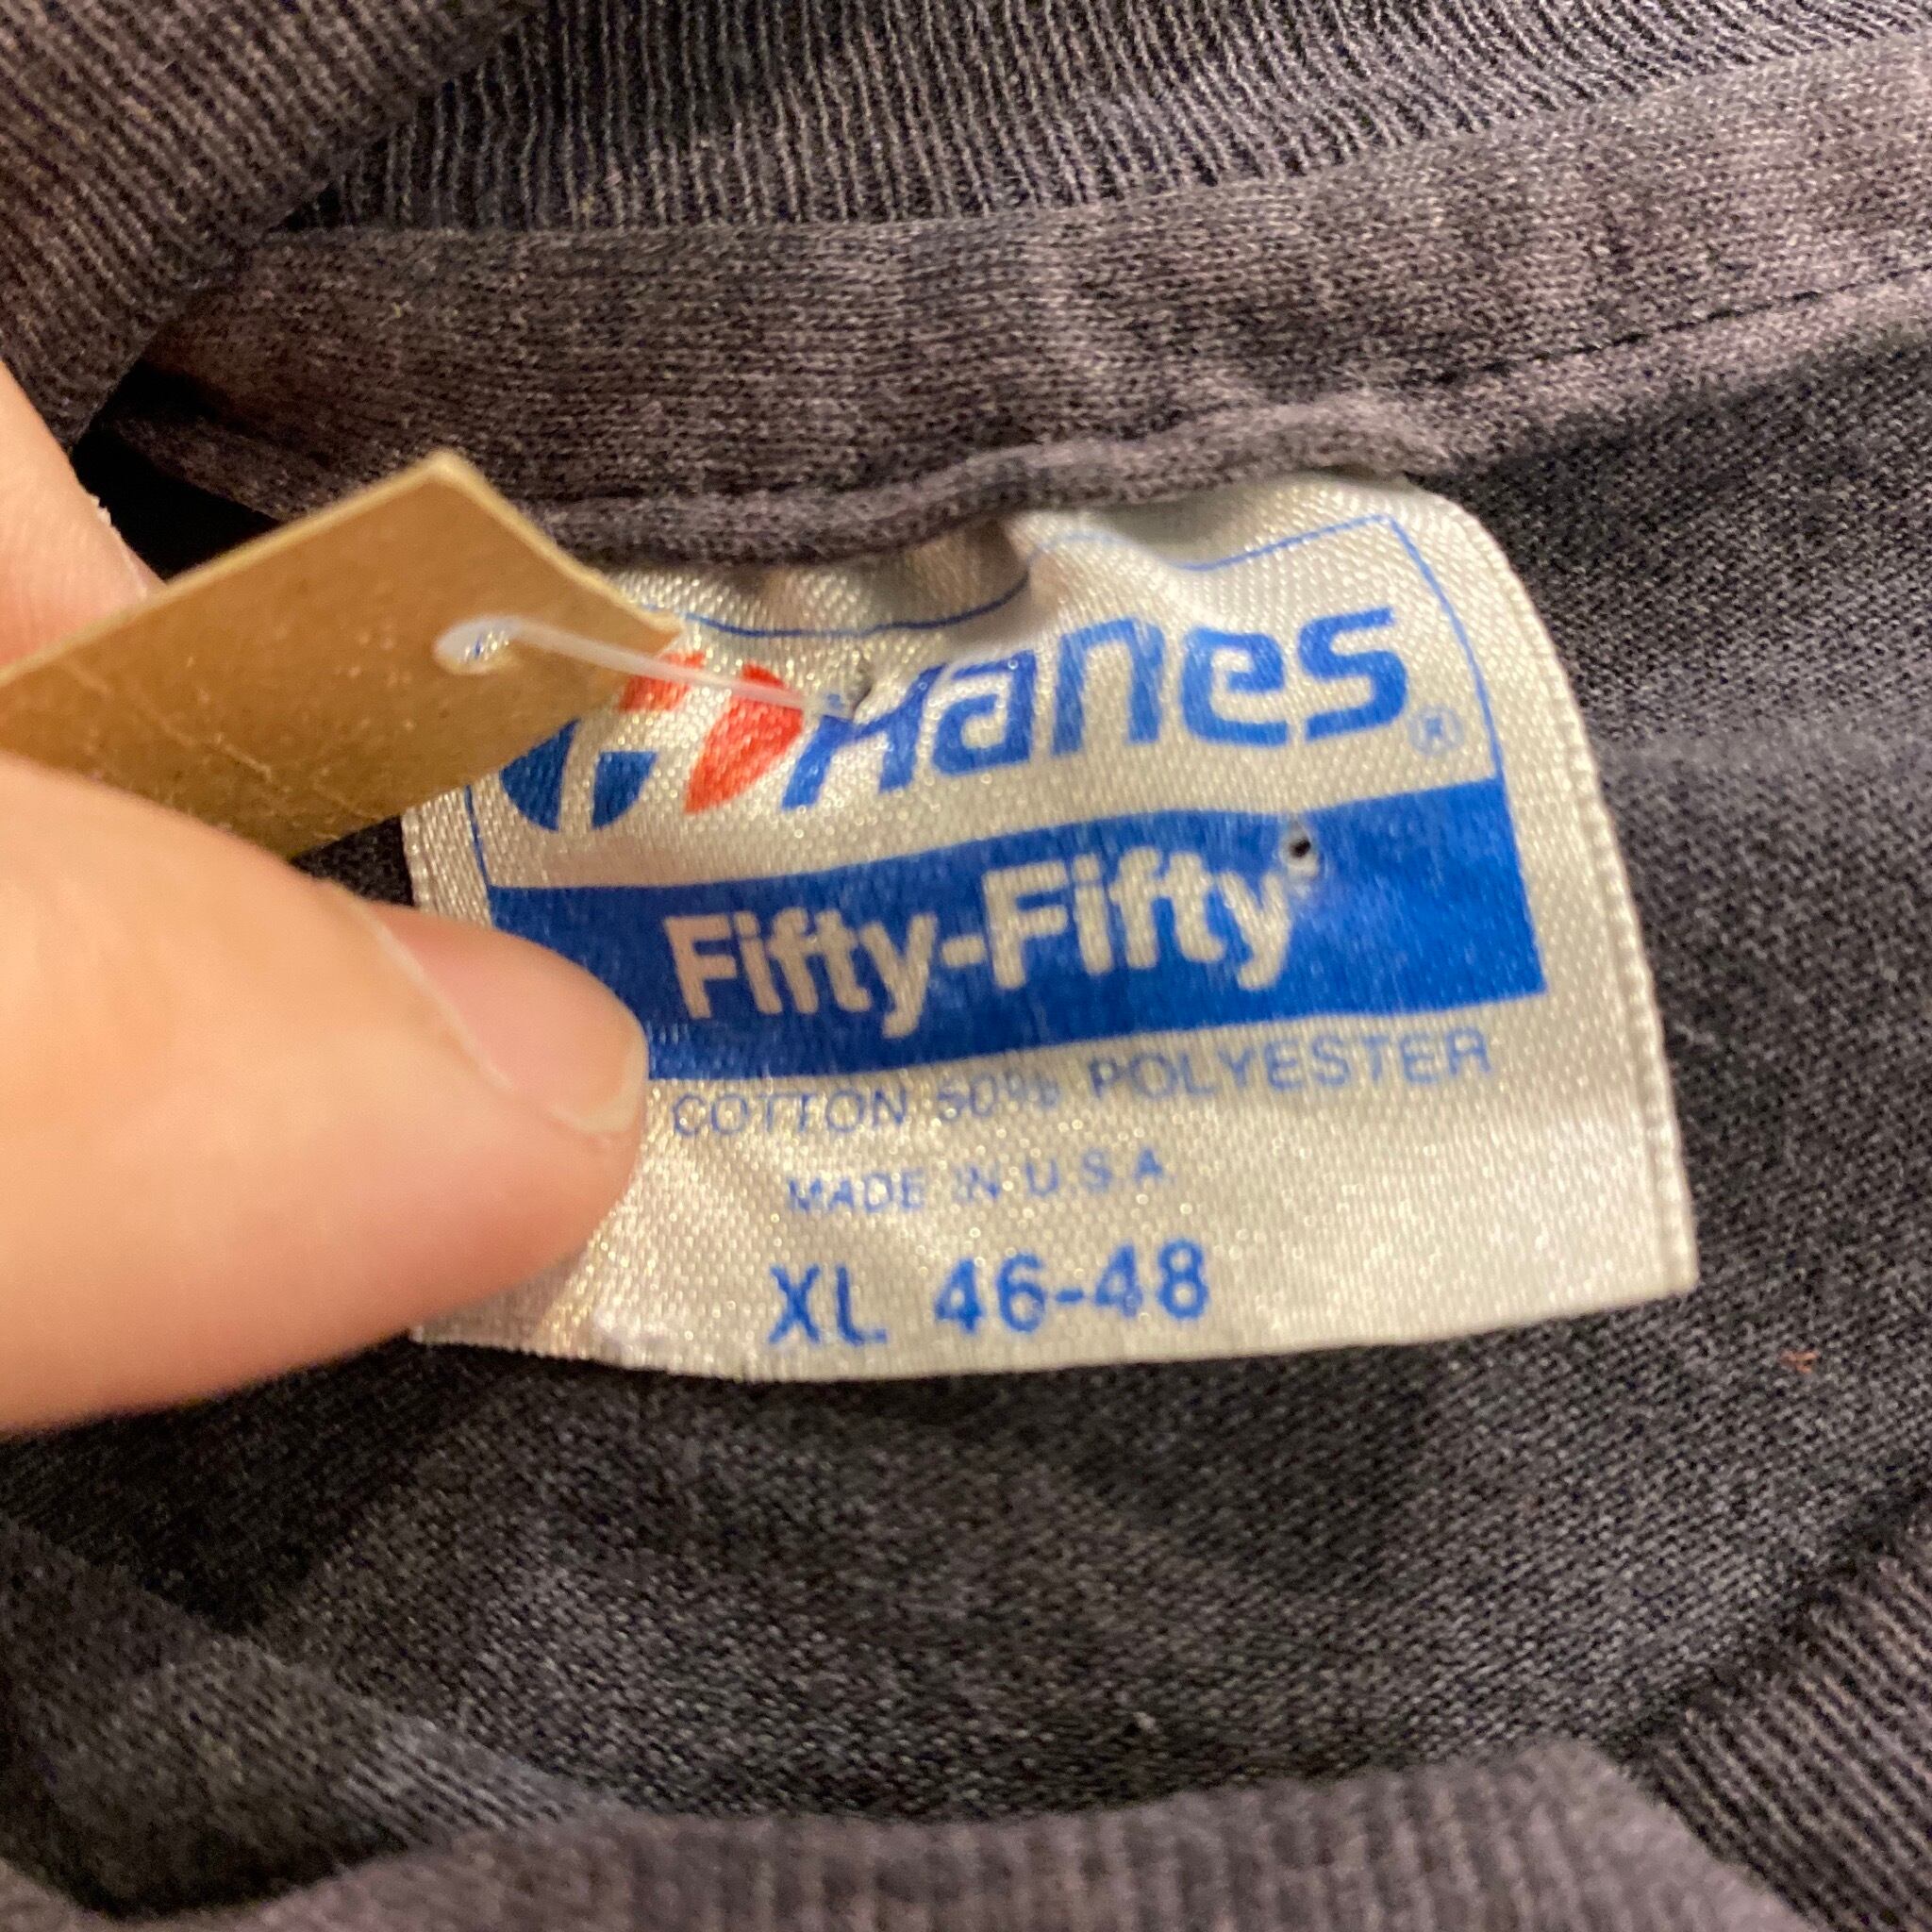 Hanes®
Fifty-Fifty
COTTON 50% POLYESTER
MADE IN U.S.A.
XL 46-48